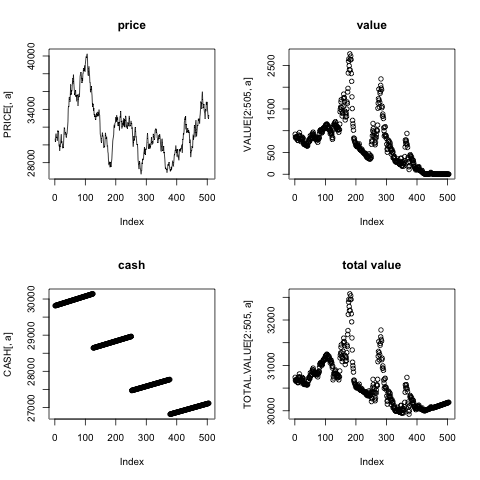 price
PRICE[, a]
40000
34000
28000
0 100 200 300 400 500
Index
value
VALUE[2:505, a]
2500
1500
500
0
0 100 200 300 400 500
Index
cash
CASH[, a]
30000
29000
28000
27000
0 100 200 300 400 500
Index
total value
TOTAL.VALUE[2:505, a]
32000
31000
30000
0 100 200 300 400 500
Index